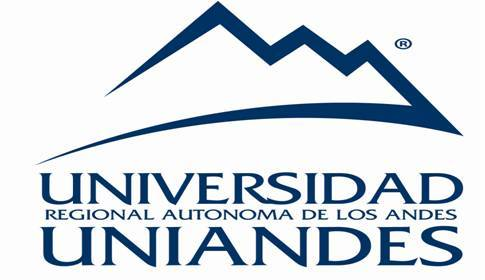 ®
UNIVERSIDAD
REGIONAL AUTONOMA DE LOS ANDES
UNIANDES